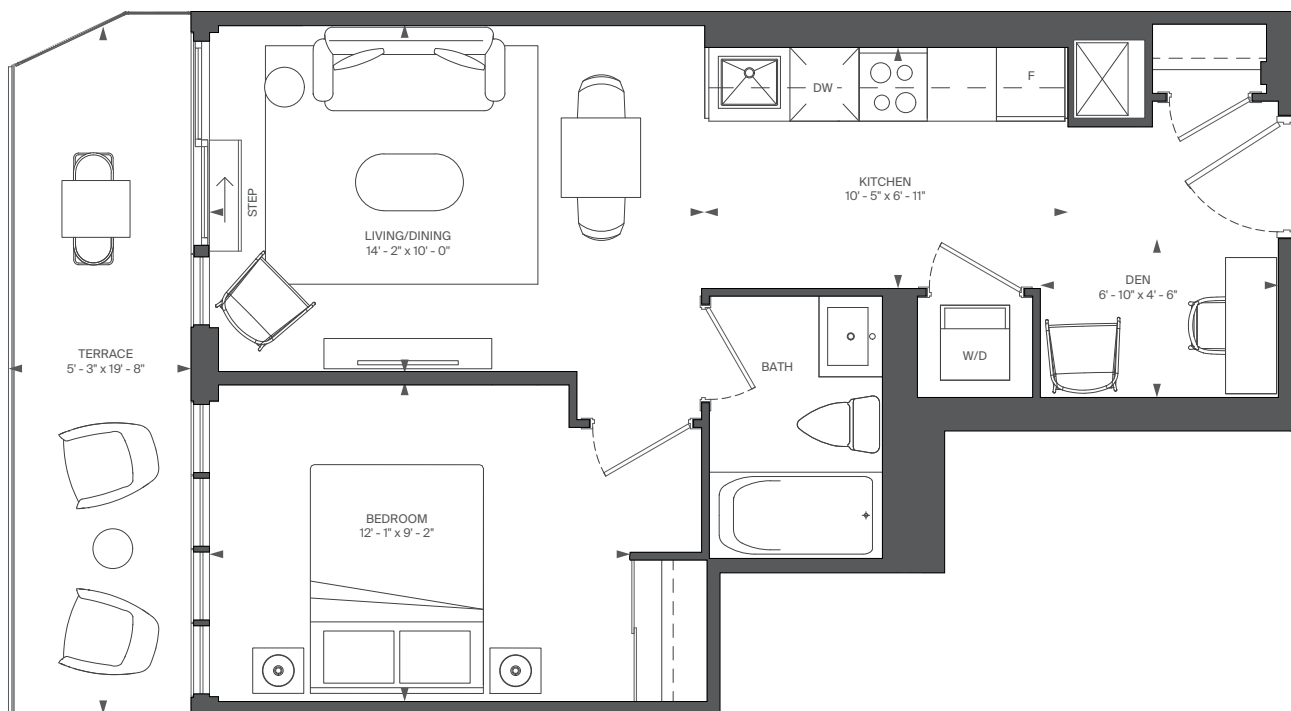 DW
F
KITCHEN
10' - 5" x 6' - 11"
STEP
LIVING/DINING
14' - 2" x 10' - 0"
DEN
6' - 10" x 4' - 6"
TERRACE
5' - 3" x 19' - 8"
BATH
W/D
BEDROOM
12' - 1" x 9' - 2"